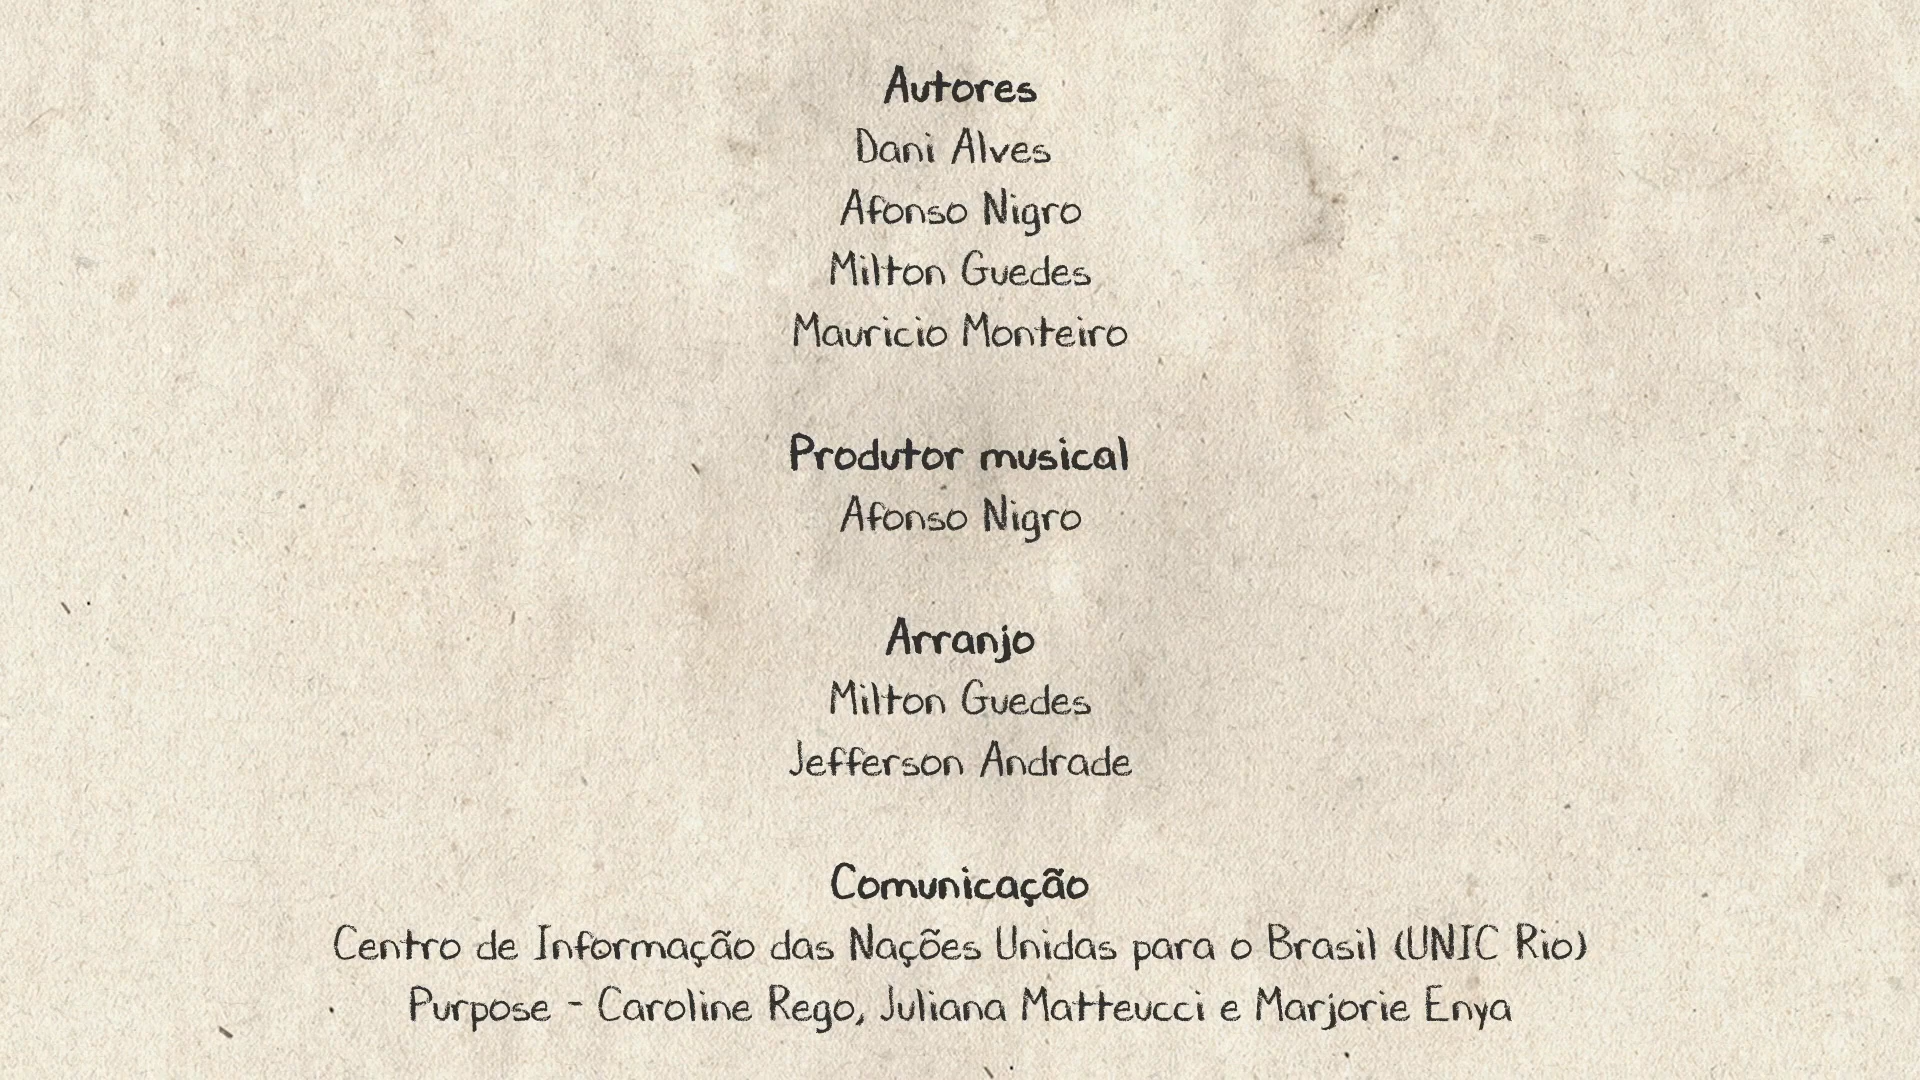 Autores
Dani Alves
Afonso Nigro
Milton Guedes
Mauricio Monteiro
Produtor musical
Afonso Nigro
Arranjo
Milton Guedes
Jefferson Andrade
Comunicação
Centro de Informação das Nações Unidas para o Brasil (UNIC Rio)
Purpose - Caroline Rego, Juliana Matteucci e Marjorie Enya